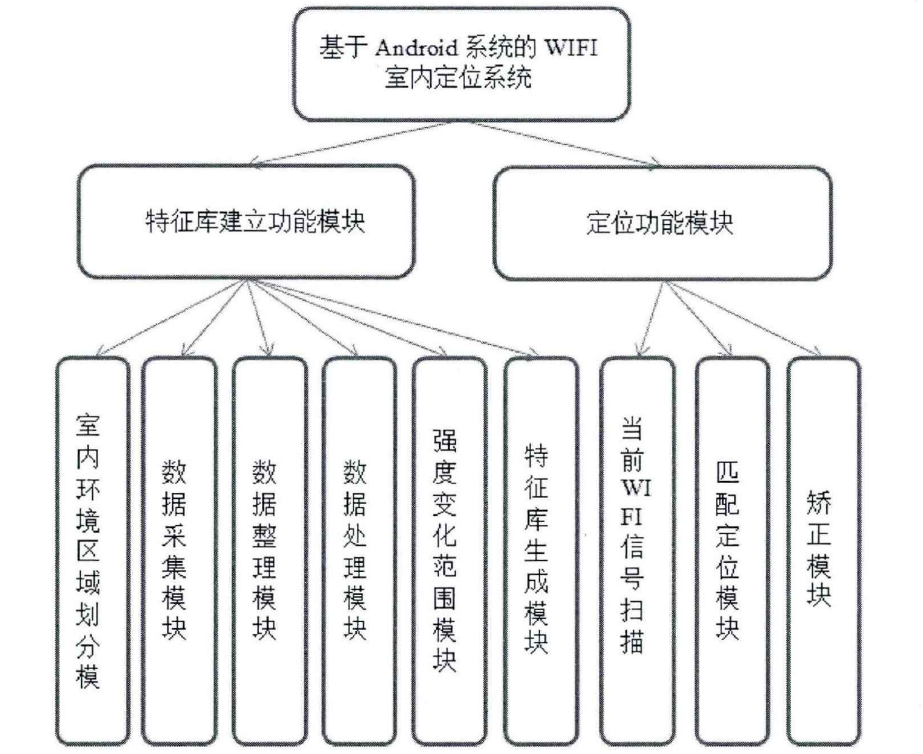 基于 Android 系统的 WIFI
室内定位系统
特征库建立功能模块
定位功能模块
室内环境区域划分模
数据采集模块
数据整理模块
数据处理模块
强度变化范围模块
特征库生成模块
当前WIFI信号扫描
匹配定位模块
矫正模块